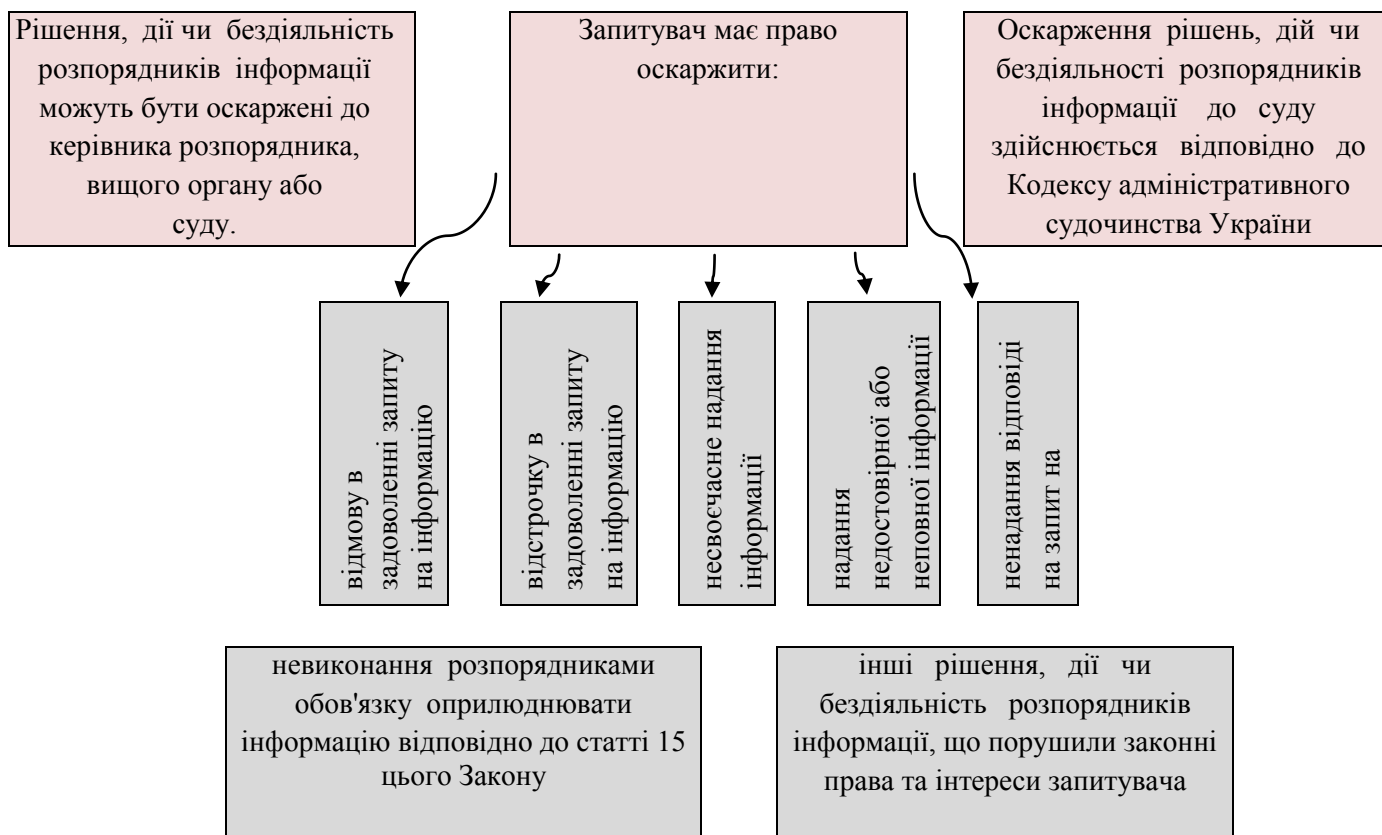 Рішення, дії чи бездіяльність
розпорядників інформації
можуть бути оскаржені до
керівника розпорядника,
вищого органу або
суду.
Запитувач має право
оскаржити:
Оскарження рішень, дій чи
бездіяльності розпорядників
інформації до суду
здійснюється відповідно до
Кодексу адміністративного
судочинства України
відмову в
задоволенні запиту
на інформацію
відстрочку в
задоволенні запиту
на інформацію
несвоєчасне надання
інформації
надання
недостовірної або
неповної інформації
ненадання відповіді
на запит на
невиконання розпорядниками
обов'язку оприлюднювати
інформацію відповідно до статті 15
цього Закону
інші рішення, дії чи
бездіяльність розпорядників
інформації, що порушили законні
права та інтереси запитувача